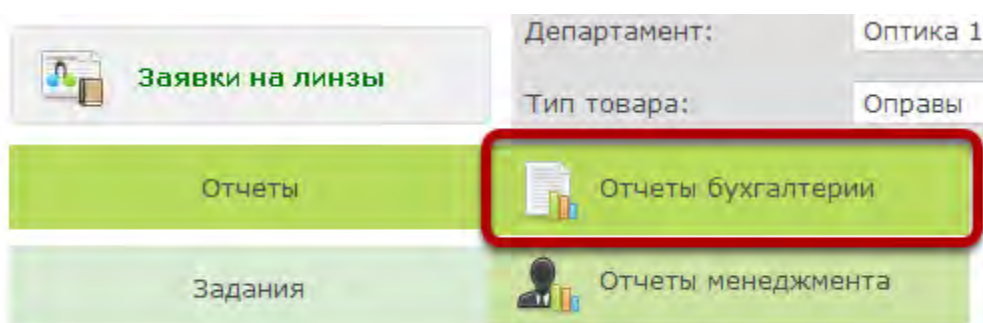 Департамент: Оптика 1
Заявки на линзы
Тип товара: Оправы
Отчеты Отчеты бухгалтерии
Задания Отчеты менеджмента